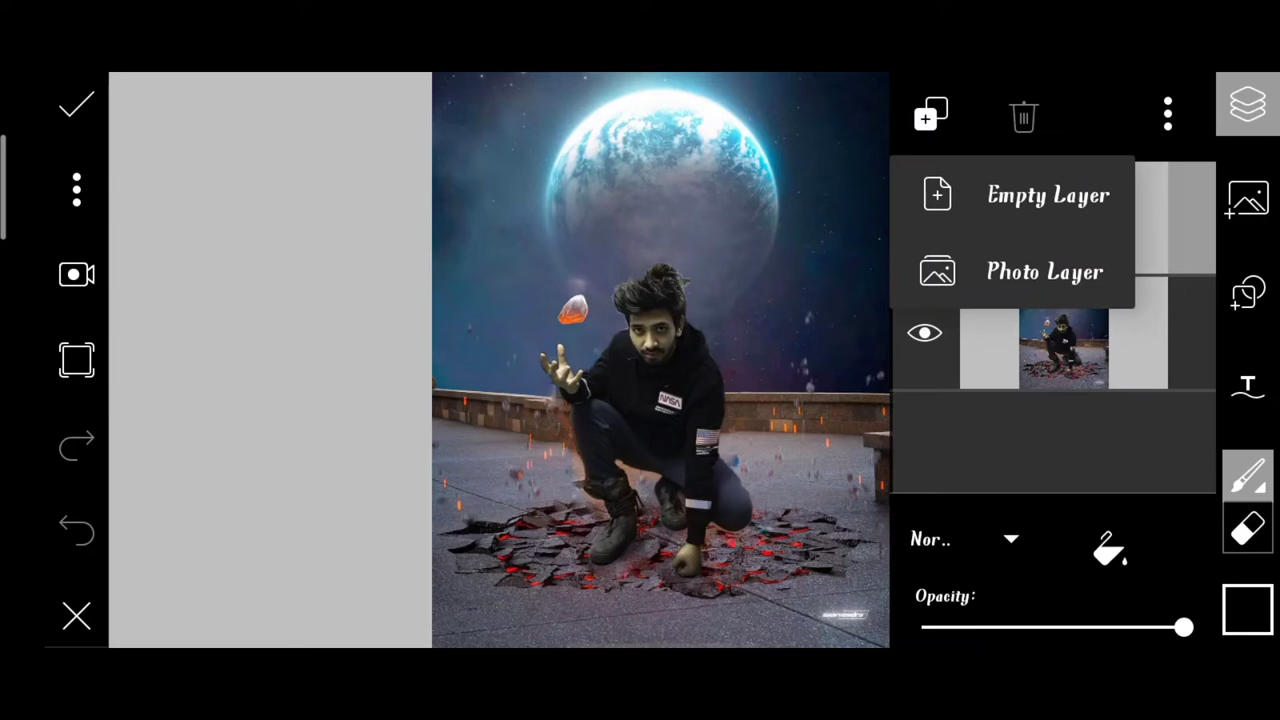 Empty Layer
Photo Layer
NASA
Nor..
Opacity:
T